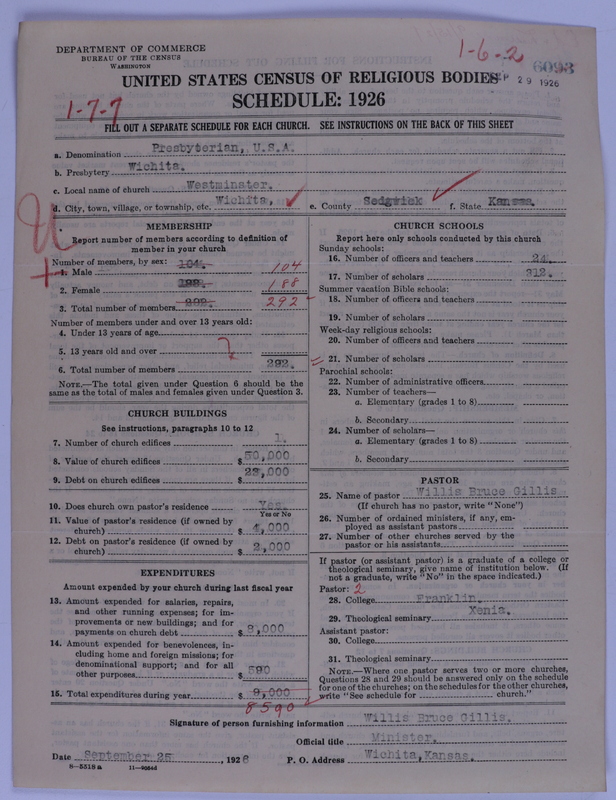 DEPARTMENT OF COMMERCE
BUREAU OF THE CENSUS
WASHINGTON
1-6-2
6093
SEP 29 1926
UNITED STATES CENSUS OF RELIGIOUS BODIES
SCHEDULE: 1926
1-7-7
FILL OUT A SEPARATE SCHEDULE FOR EACH CHURCH. SEE INSTRUCTIONS ON THE BACK OF THIS SHEET
a. Denomination Presbyterian, U.S.A.
b. Presbytery Wichita.
c. Local name of church Westminster.
d. City, town, village, or township, etc. Wichita, e. County Sedgwick f. State Kansas.
MEMBERSHIP
Report number of members according to definition of
member in your church
Number of members, by sex: 104.
1. Male 104
2. Female 188
3. Total number of members 292. 292
Number of members under and over 13 years old:
4. Under 13 years of age
5. 13 years old and over
6. Total number of members 292.
NOTE.—The total given under Question 6 should be the
same as the total of males and females given under Question 3.
CHURCH BUILDINGS
See instructions, paragraphs 10 to 12
7. Number of church edifices 1.
8. Value of church edifices $50,000
9. Debt on church edifices $23,000
10. Does church own pastor's residence Yes.
Yes or No
11. Value of pastor's residence (if owned by
church) $ 4,000
12. Debt on pastor's residence (if owned by
church) $ 2,000
EXPENDITURES
Amount expended by your church during last fiscal year
13. Amount expended for salaries, repairs,
and other running expenses; for im-
provements or new buildings; and for
payments on church debt $8,000
14. Amount expended for benevolences, in-
cluding home and foreign missions; for
denominational support; and for all
other purposes $ 590
15. Total expenditures during year $
8590
CHURCH SCHOOLS
Report here only schools conducted by this church
Sunday schools:
16. Number of officers and teachers 24.
17. Number of scholars 312.
Summer vacation Bible schools:
18. Number of officers and teachers
19. Number of scholars
Week-day religious schools:
20. Number of officers and teachers
21. Number of scholars
Parochial schools:
22. Number of administrative officers
23. Number of teachers—
a. Elementary (grades 1 to 8)
b. Secondary
24. Number of scholars—
a. Elementary (grades 1 to 8)
b. Secondary
PASTOR
25. Name of pastor Willis Bruce Gillis
(If church has no pastor, write "None")
26. Number of ordained ministers, if any, em-
ployed as assistant pastors
27. Number of other churches served by the
pastor or his assistants
If pastor (or assistant pastor) is a graduate of a college or
theological seminary, give name of institution below. (If
not a graduate, write "No" in the space indicated.)
Pastor: 2
28. College Franklin.
29. Theological seminary Xenia.
Assistant pastor:
30. College
31. Theological seminary
NOTE.—Where one pastor serves two or more churches,
Questions 28 and 29 should be answered only on the schedule
for one of the churches; on the schedules for the other churches,
write "See schedule for church."
Signature of person furnishing information Willis Bruce Gillis.
Official title Minister.
Date September 25 , 1926 P. O. Address Wichita, Kansas.
8-5318a 11-9664d